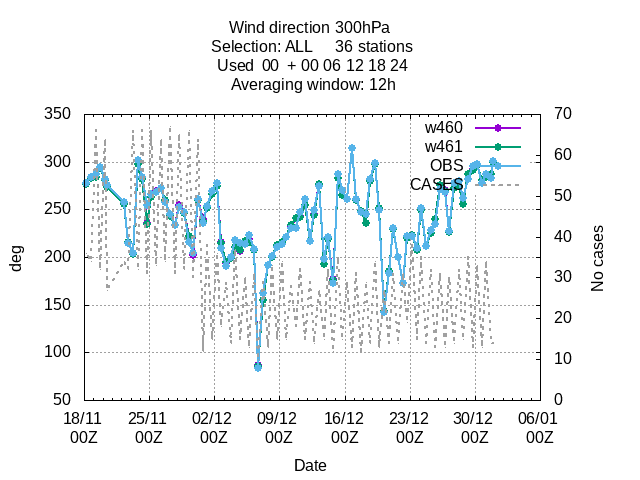 Wind direction 300hPa
Selection: ALL     36 stations
Used  00  + 00 06 12 18 24
Averaging window: 12h
350
300
250
200
150
100
50
deg
70
60
50
40
30
20
10
0
No cases
w460
w461
OBS
CASES
18/11 25/11 02/12 09/12 16/12 23/12 30/12 06/01
00Z 00Z 00Z 00Z 00Z 00Z 00Z 00Z
Date